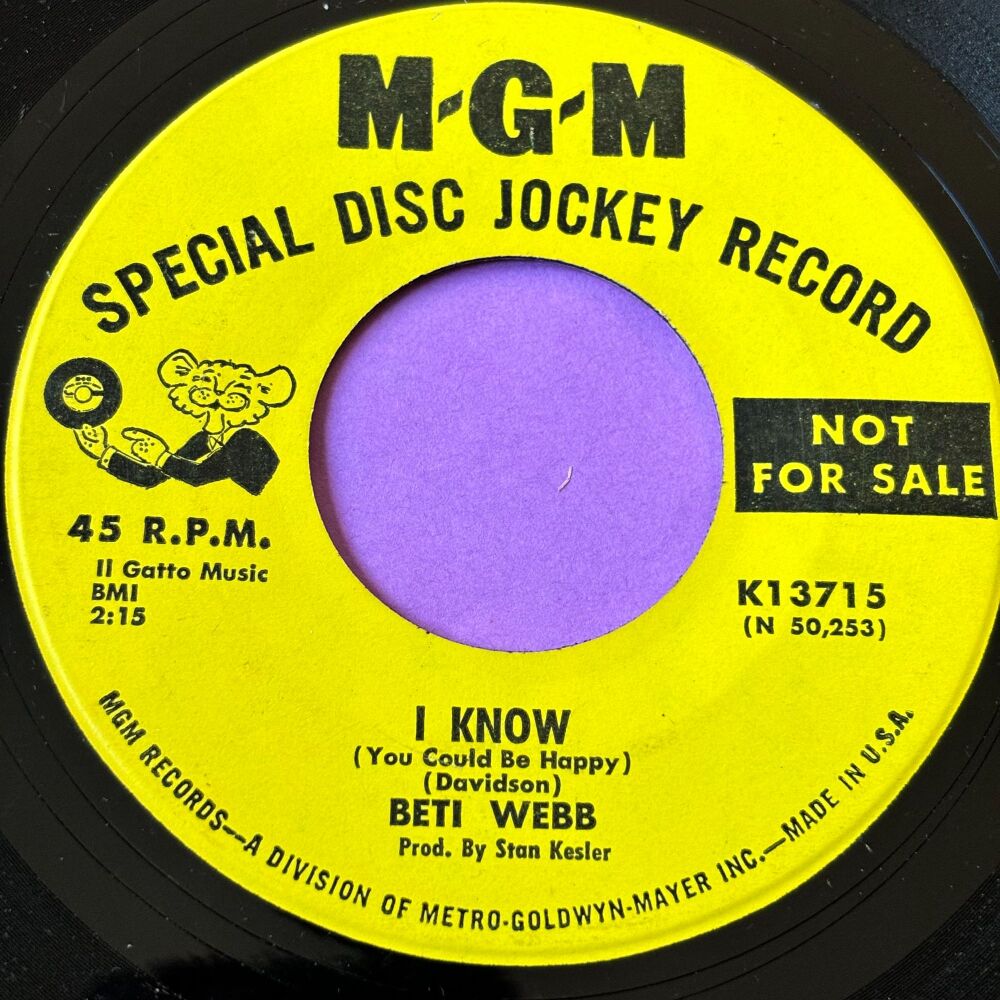 M-G-M
SPECIAL DISC JOCKEY RECORD
NOT
FOR SALE
45 R.P.M.
Il Gatto Music
BMI
2:15
K13715
(N 50,253)
I KNOW
(You Could Be Happy)
(Davidson)
BETI WEBB
Prod. By Stan Kesler
MGM RECORDS—A DIVISION OF METRO-GOLDWYN-MAYER INC.—MADE IN U.S.A.